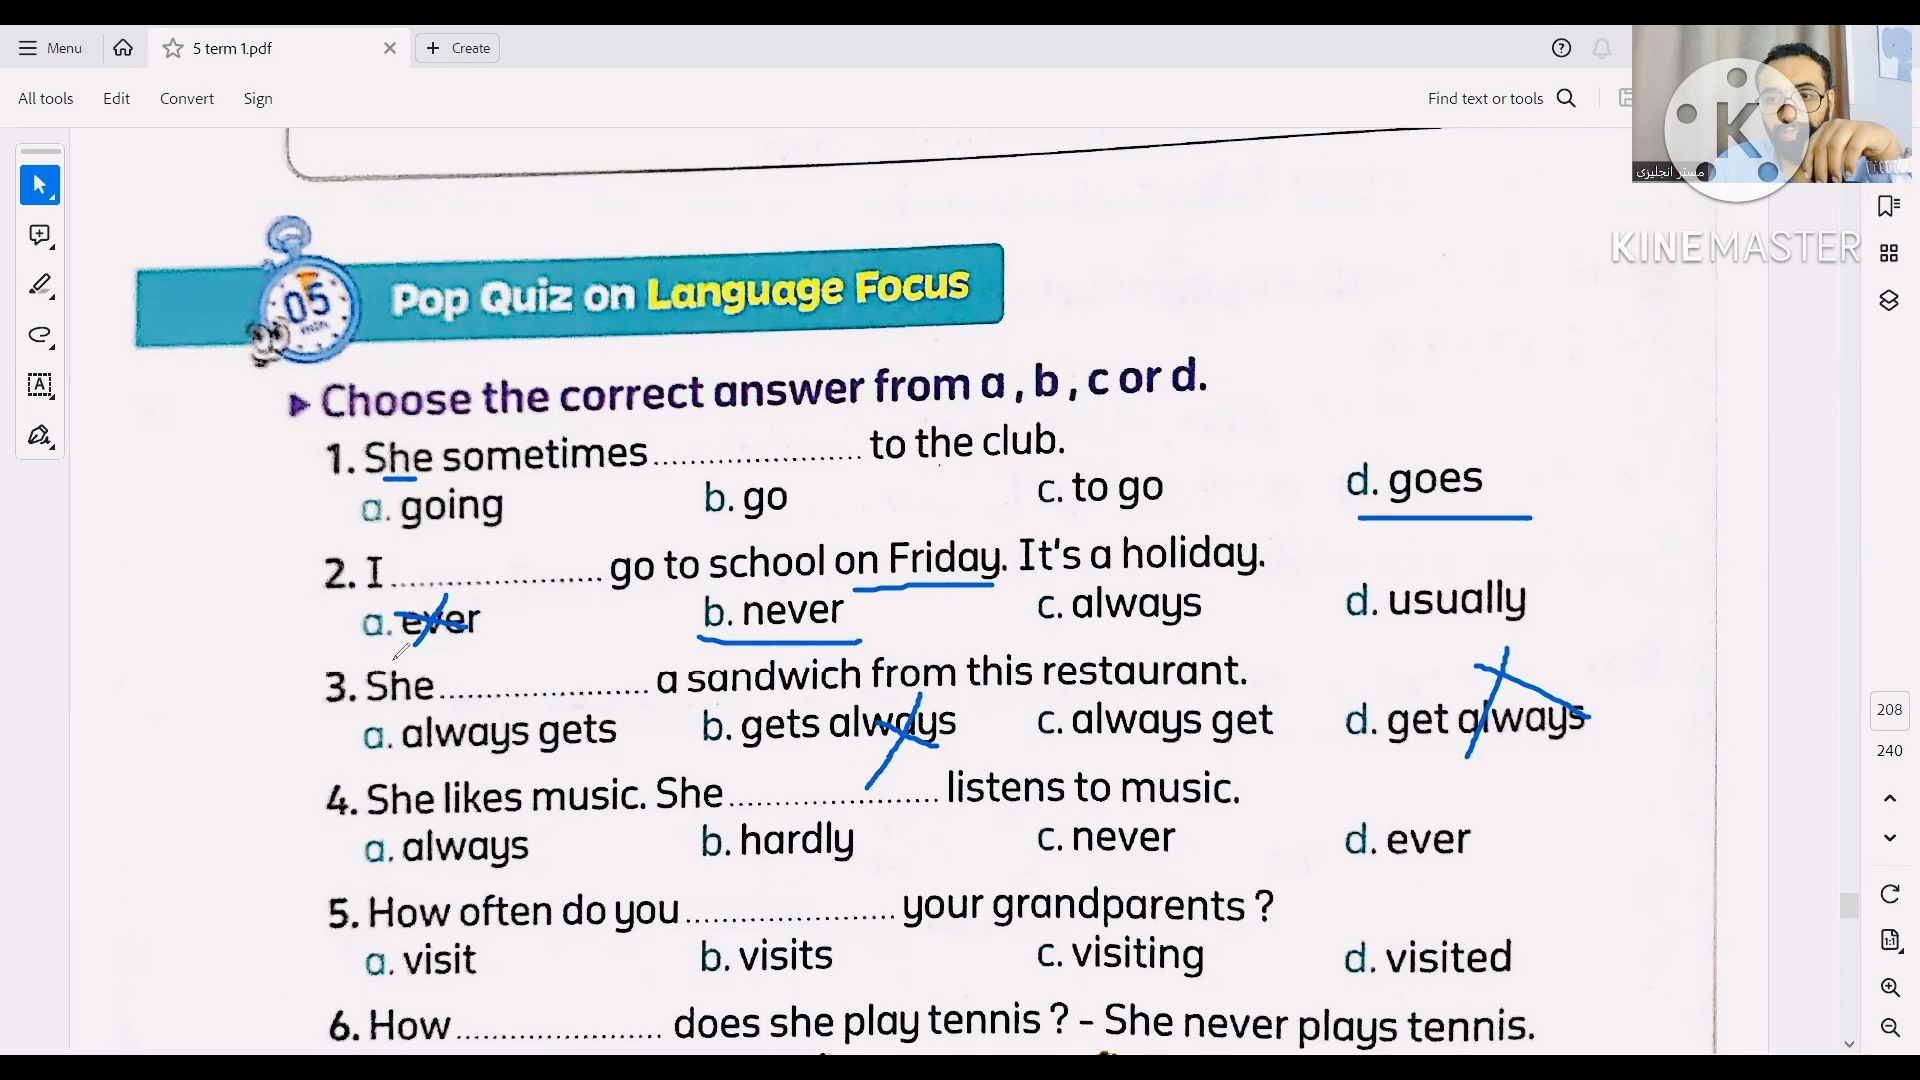 Menu
5 term 1.pdf
Create
All tools
Edit
Convert
Sign
Find text or tools
مستر انجليزى
K
KINEMASTER
05
min
Pop Quiz on Language Focus
Choose the correct answer from a , b , c or d.
1. She sometimes .................... to the club.
a. going b. go c. to go d. goes
2. I .................... go to school on Friday. It's a holiday.
a. ever b. never c. always d. usually
3. She .................... a sandwich from this restaurant.
a. always gets b. gets always c. always get d. get always
4. She likes music. She .................... listens to music.
a. always b. hardly c. never d. ever
5. How often do you .................... your grandparents ?
a. visit b. visits c. visiting d. visited
6. How .................... does she play tennis ? - She never plays tennis.
208
240